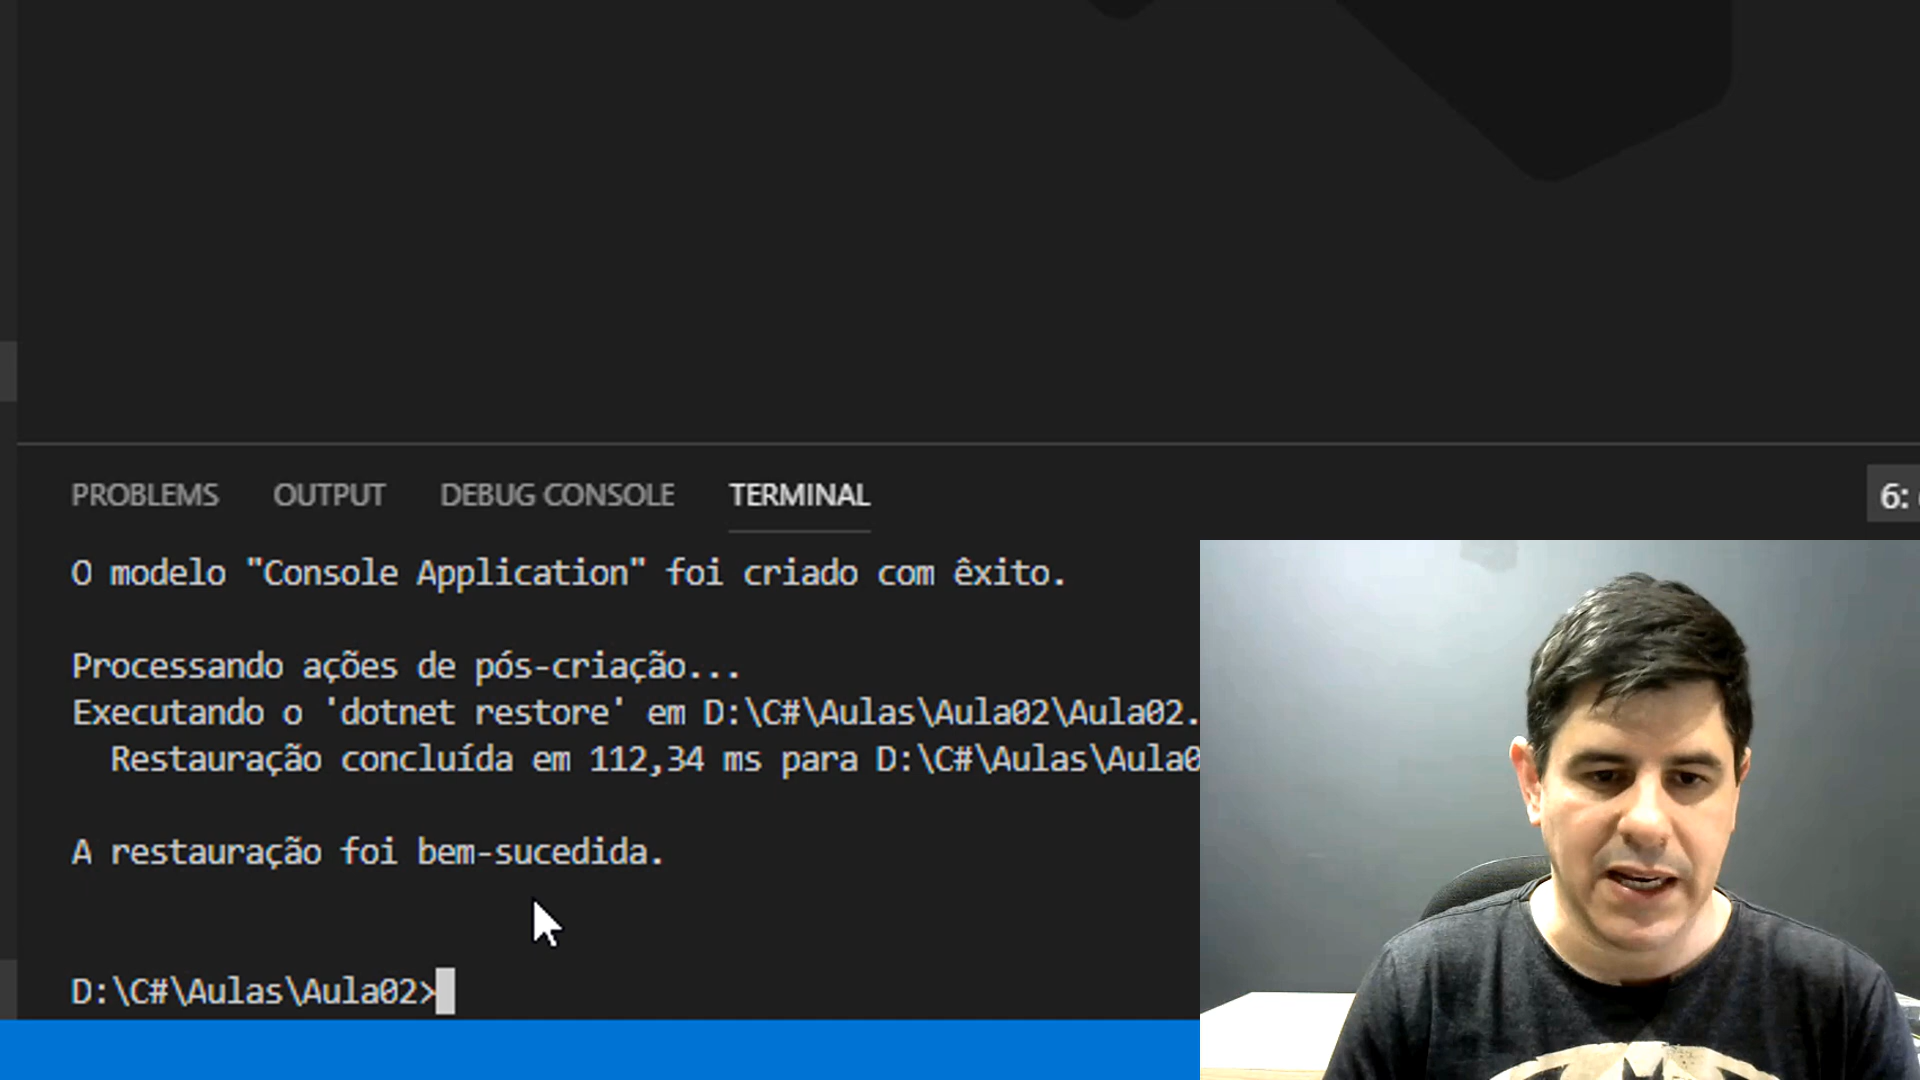 PROBLEMS OUTPUT DEBUG CONSOLE TERMINAL
6:
O modelo "Console Application" foi criado com êxito.
Processando ações de pós-criação...
Executando o 'dotnet restore' em D:\C#\Aulas\Aula02\Aula02.
Restauração concluída em 112,34 ms para D:\C#\Aulas\Aula0
A restauração foi bem-sucedida.
D:\C#\Aulas\Aula02>